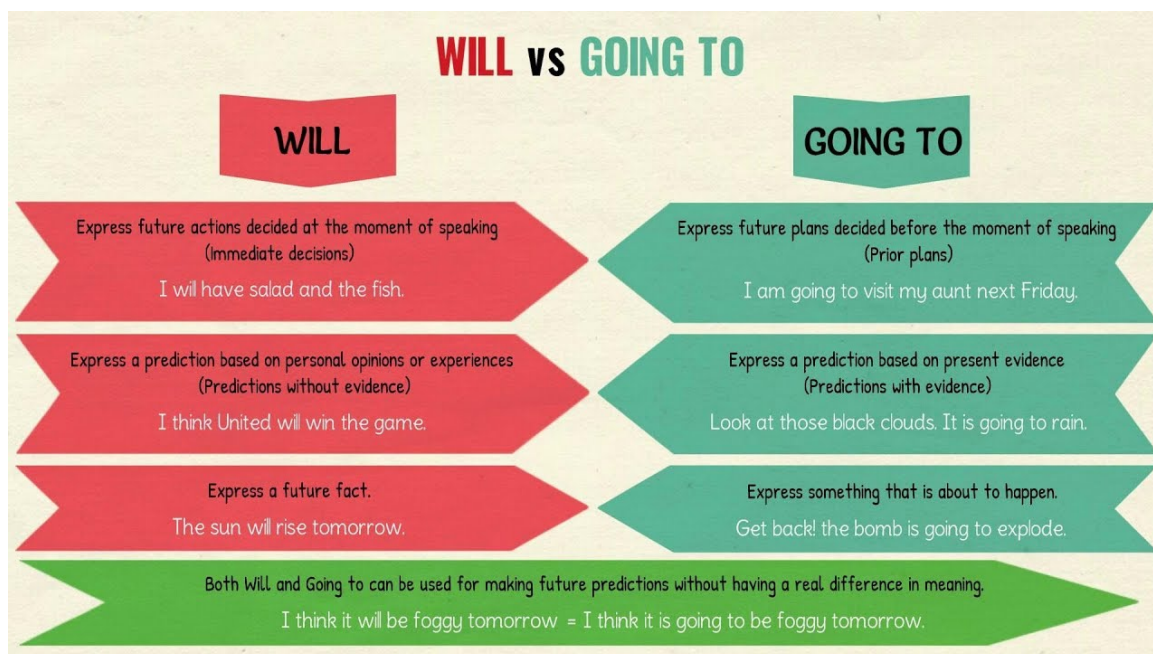 WILL vs GOING TO
WILL
Express future actions decided at the moment of speaking
(Immediate decisions)
I will have salad and the fish.
Express a prediction based on personal opinions or experiences
(Predictions without evidence)
I think United will win the game.
Express a future fact.
The sun will rise tomorrow.
GOING TO
Express future plans decided before the moment of speaking
(Prior plans)
I am going to visit my aunt next Friday.
Express a prediction based on present evidence
(Predictions with evidence)
Look at those black clouds. It is going to rain.
Express something that is about to happen.
Get back! the bomb is going to explode.
Both Will and Going to can be used for making future predictions without having a real difference in meaning.
I think it will be foggy tomorrow = I think it is going to be foggy tomorrow.